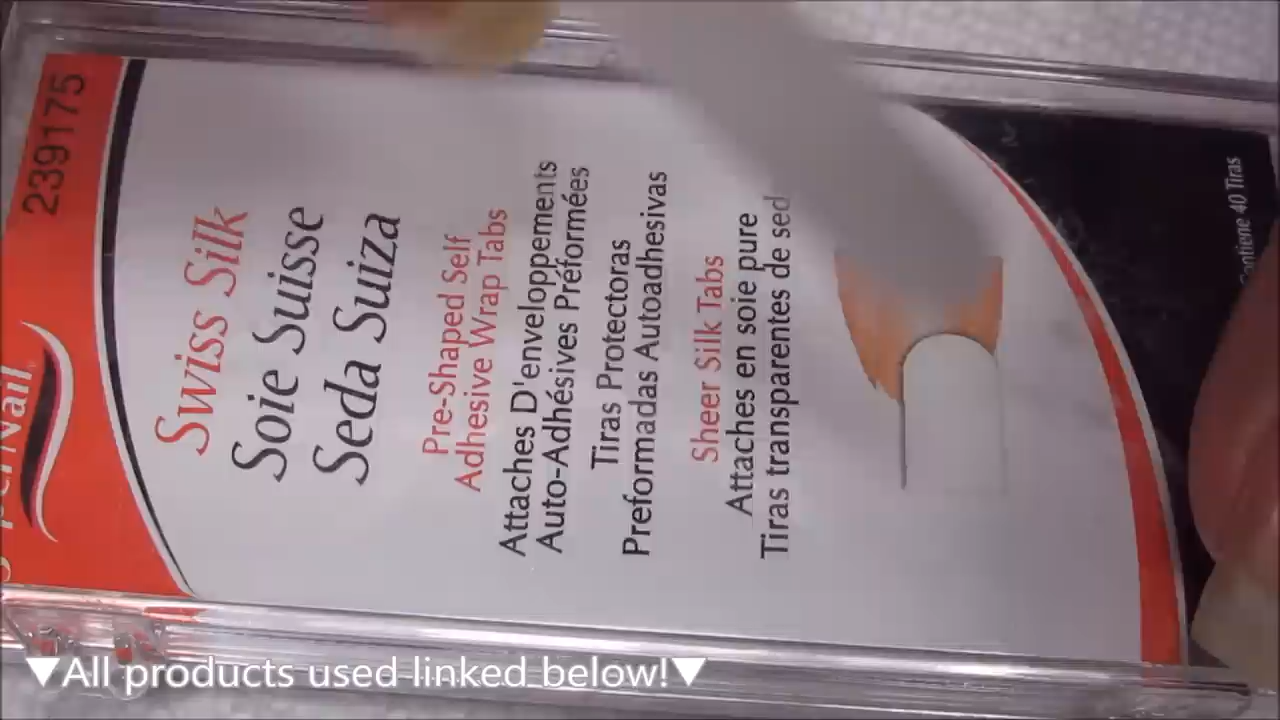 239175
Swiss Silk
Soie Suisse
Seda Suiza
Pre-Shaped Self
Adhesive Wrap Tabs
Attaches D'enveloppements
Auto-Adhésives Préformées
Tiras Protectoras
Preformadas Autoadhesivas
Sheer Silk Tabs
Attaches en soie pure
Tiras transparentes de sed
40 Tiras
▼All products used linked below!▼